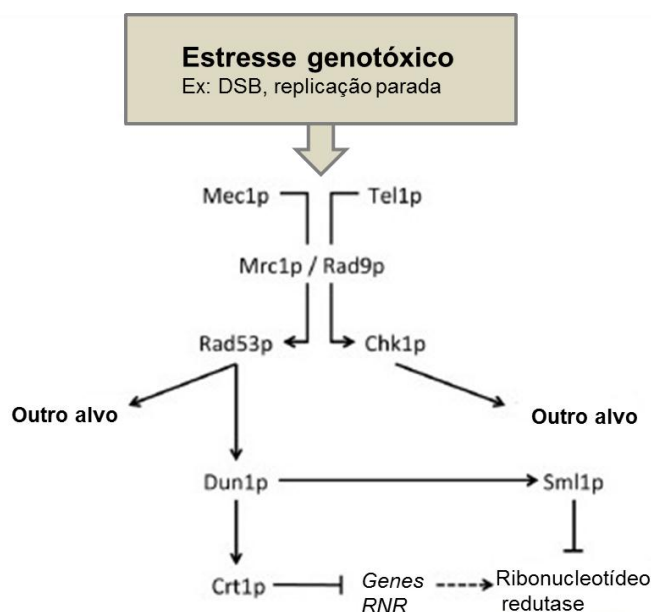 Estresse genotóxico
Ex: DSB, replicação parada
Mec1p
Tel1p
Mrc1p / Rad9p
Rad53p
Chk1p
Outro alvo
Outro alvo
Dun1p
Sml1p
Crt1p
Genes
RNR
Ribonucleotídeo
redutase